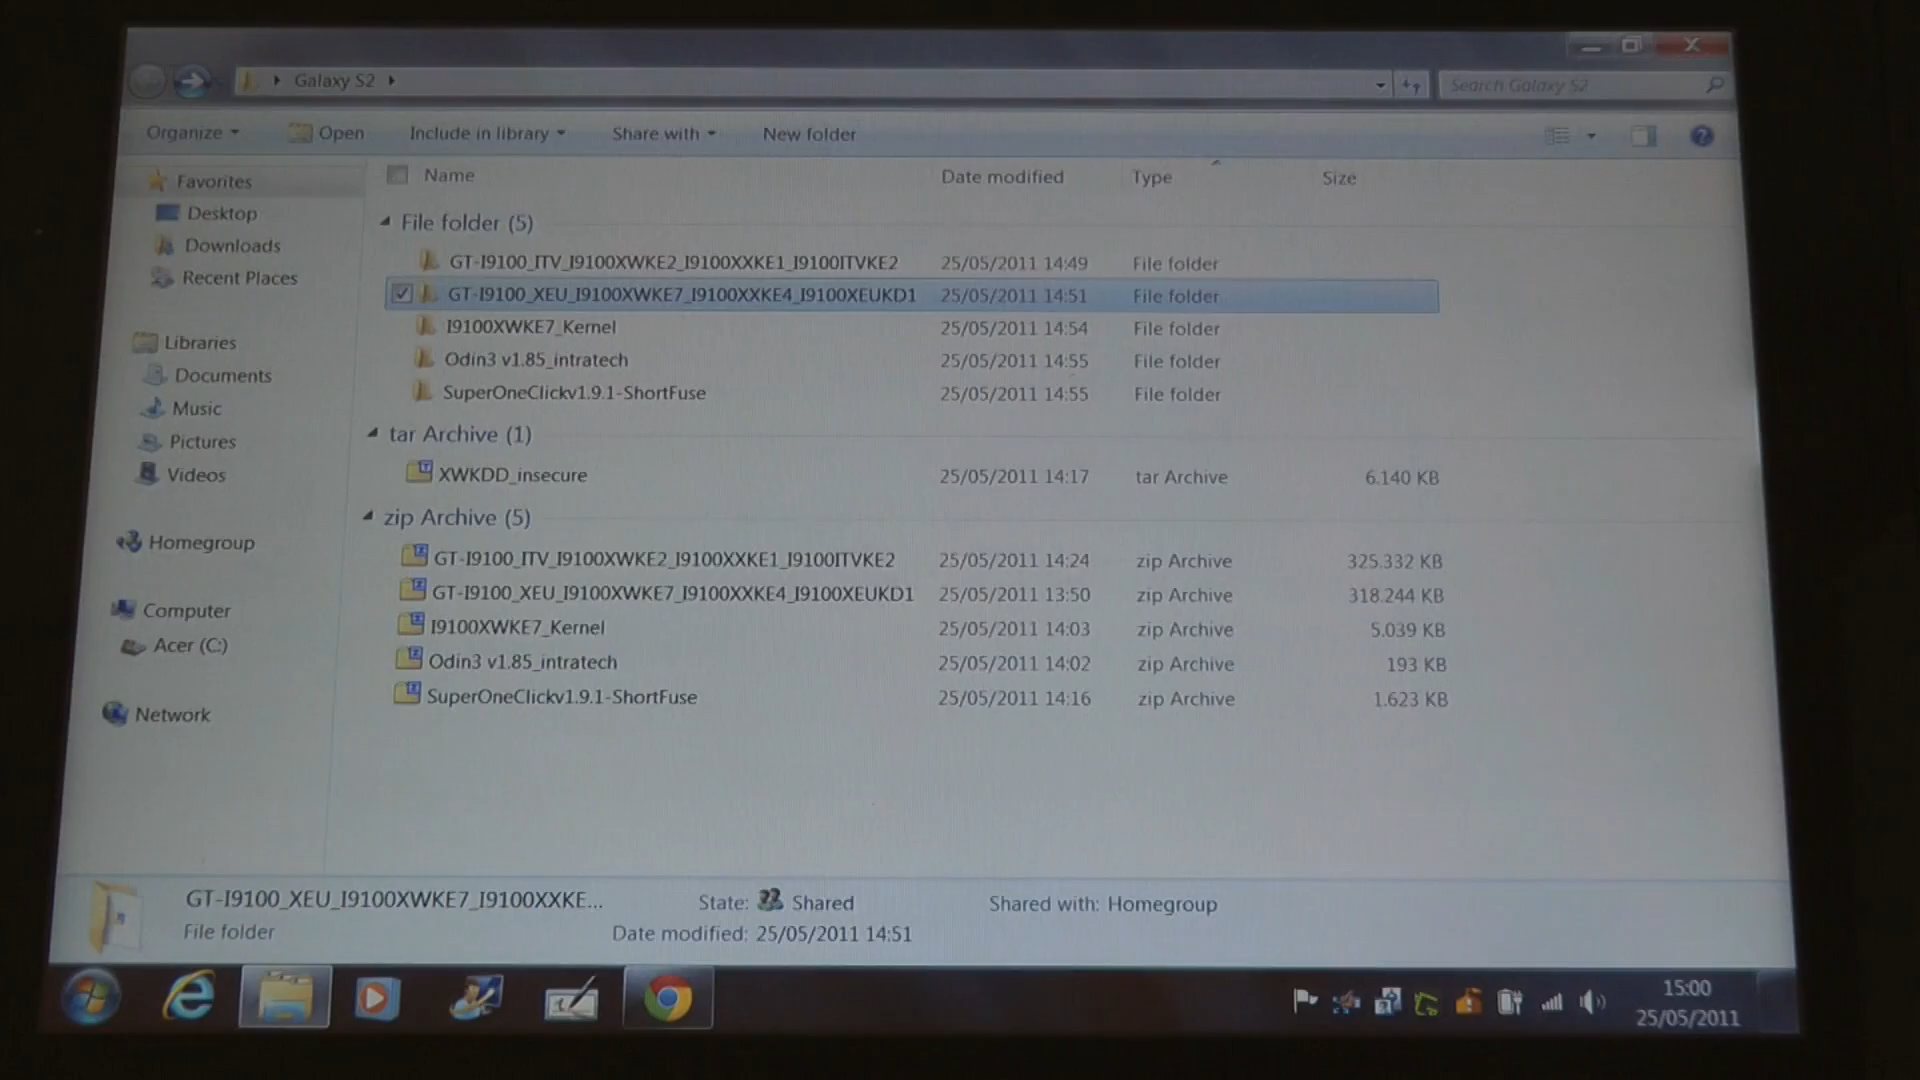 Galaxy S2
Search Galaxy S2
Organize Open Include in library Share with New folder
Name Date modified Type Size
Favorites
Desktop
Downloads
Recent Places
Libraries
Documents
Music
Pictures
Videos
Homegroup
Computer
Acer (C:)
Network
File folder (5)
GT-I9100_ITV_I9100XWKE2_I9100XXKE1_I9100ITVKE2 25/05/2011 14:49 File folder
GT-I9100_XEU_I9100XWKE7_I9100XXKE4_I9100XEUKD1 25/05/2011 14:51 File folder
I9100XWKE7_Kernel 25/05/2011 14:54 File folder
Odin3 v1.85_intratech 25/05/2011 14:55 File folder
SuperOneClickv1.9.1-ShortFuse 25/05/2011 14:55 File folder
tar Archive (1)
XWKDD_insecure 25/05/2011 14:17 tar Archive 6.140 KB
zip Archive (5)
GT-I9100_ITV_I9100XWKE2_I9100XXKE1_I9100ITVKE2 25/05/2011 14:24 zip Archive 325.332 KB
GT-I9100_XEU_I9100XWKE7_I9100XXKE4_I9100XEUKD1 25/05/2011 13:50 zip Archive 318.244 KB
I9100XWKE7_Kernel 25/05/2011 14:03 zip Archive 5.039 KB
Odin3 v1.85_intratech 25/05/2011 14:02 zip Archive 193 KB
SuperOneClickv1.9.1-ShortFuse 25/05/2011 14:16 zip Archive 1.623 KB
GT-I9100_XEU_I9100XWKE7_I9100XXKE... State: Shared Shared with: Homegroup
File folder Date modified: 25/05/2011 14:51
15:00
25/05/2011